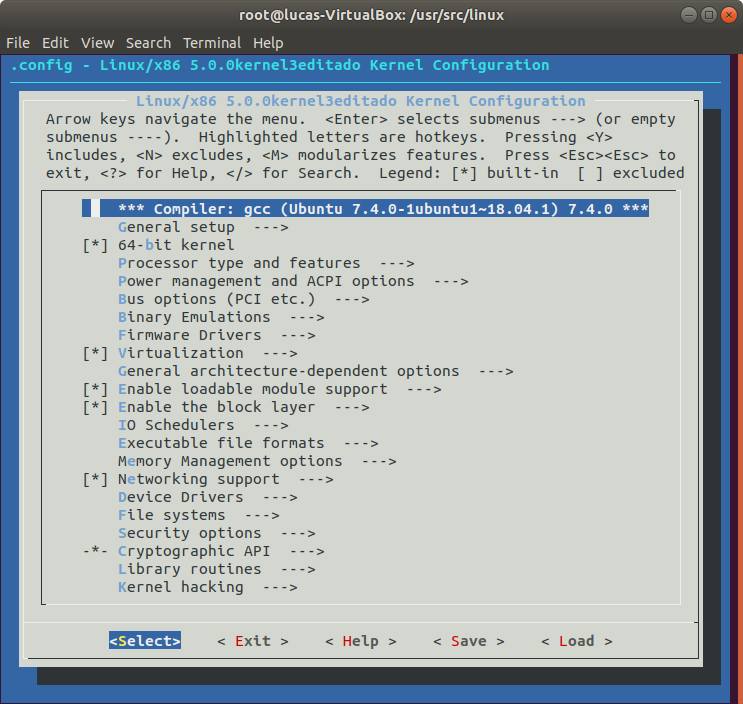 root@lucas-VirtualBox: /usr/src/linux
File Edit View Search Terminal Help
.config - Linux/x86 5.0.0kernel3editado Kernel Configuration
Linux/x86 5.0.0kernel3editado Kernel Configuration
Arrow keys navigate the menu.  <Enter> selects submenus ---> (or empty
submenus ----).  Highlighted letters are hotkeys.  Pressing <Y>
includes, <N> excludes, <M> modularizes features.  Press <Esc><Esc> to
exit, <?> for Help, </> for Search.  Legend: [*] built-in  [ ] excluded
*** Compiler: gcc (Ubuntu 7.4.0-1ubuntu1~18.04.1) 7.4.0 ***
General setup  --->
[*] 64-bit kernel
Processor type and features  --->
Power management and ACPI options  --->
Bus options (PCI etc.)  --->
Binary Emulations  --->
Firmware Drivers  --->
[*] Virtualization  --->
General architecture-dependent options  --->
[*] Enable loadable module support  --->
[*] Enable the block layer  --->
IO Schedulers  --->
Executable file formats  --->
Memory Management options  --->
[*] Networking support  --->
Device Drivers  --->
File systems  --->
Security options  --->
-*- Cryptographic API  --->
Library routines  --->
Kernel hacking  --->
<Select>    < Exit >    < Help >    < Save >    < Load >